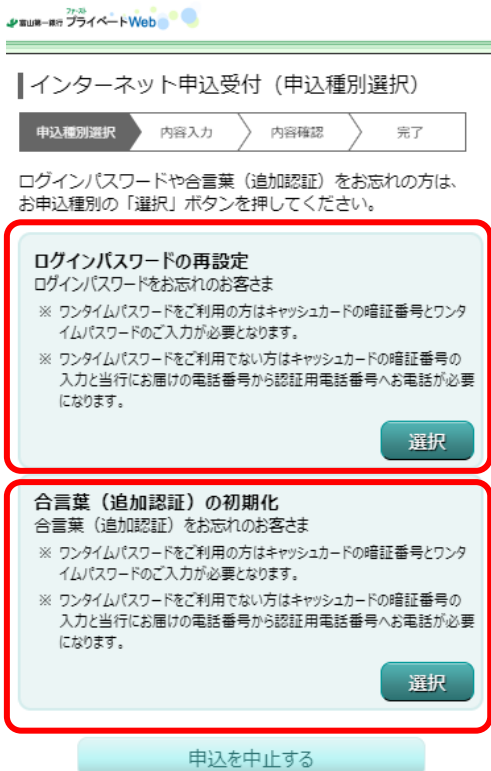 富山第一銀行 ファースト プライベートWeb
インターネット申込受付（申込種別選択）
申込種別選択 内容入力 内容確認 完了
ログインパスワードや合言葉（追加認証）をお忘れの方は、
お申込種別の「選択」ボタンを押してください。
ログインパスワードの再設定
ログインパスワードをお忘れのお客さま
※ ワンタイムパスワードをご利用の方はキャッシュカードの暗証番号とワンタ
イムパスワードのご入力が必要となります。
※ ワンタイムパスワードをご利用でない方はキャッシュカードの暗証番号の
入力と当行にお届けの電話番号から認証用電話番号へお電話が必要
になります。
選択
合言葉（追加認証）の初期化
合言葉（追加認証）をお忘れのお客さま
※ ワンタイムパスワードをご利用の方はキャッシュカードの暗証番号とワンタ
イムパスワードのご入力が必要となります。
※ ワンタイムパスワードをご利用でない方はキャッシュカードの暗証番号の
入力と当行にお届けの電話番号から認証用電話番号へお電話が必要
になります。
選択
申込を中止する